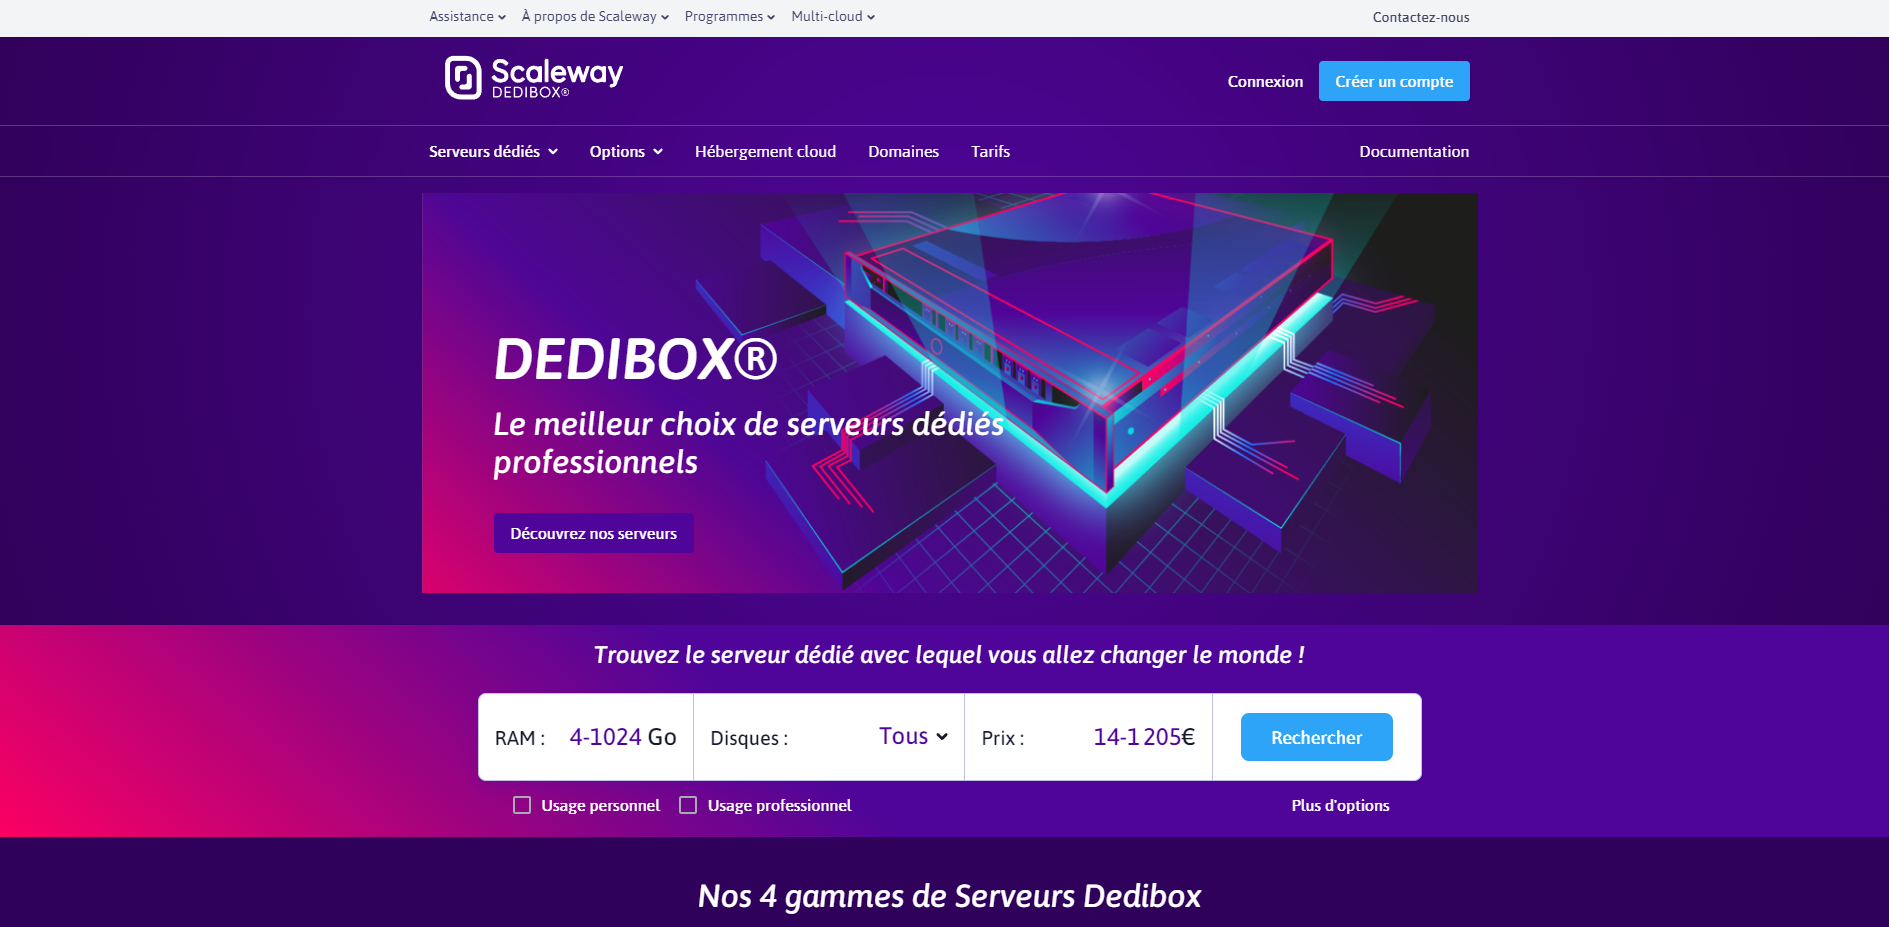 Assistance
À propos de Scaleway
Programmes
Multi-cloud
Contactez-nous
Scaleway
DEDIBOX®
Connexion
Créer un compte
Serveurs dédiés
Options
Hébergement cloud
Domaines
Tarifs
Documentation
DEDIBOX®
Le meilleur choix de serveurs dédiés
professionnels
Découvrez nos serveurs
Trouvez le serveur dédié avec lequel vous allez changer le monde !
RAM : 4-1024 Go
Disques : Tous
Prix : 14-1 205€
Rechercher
Usage personnel
Usage professionnel
Plus d'options
Nos 4 gammes de Serveurs Dedibox